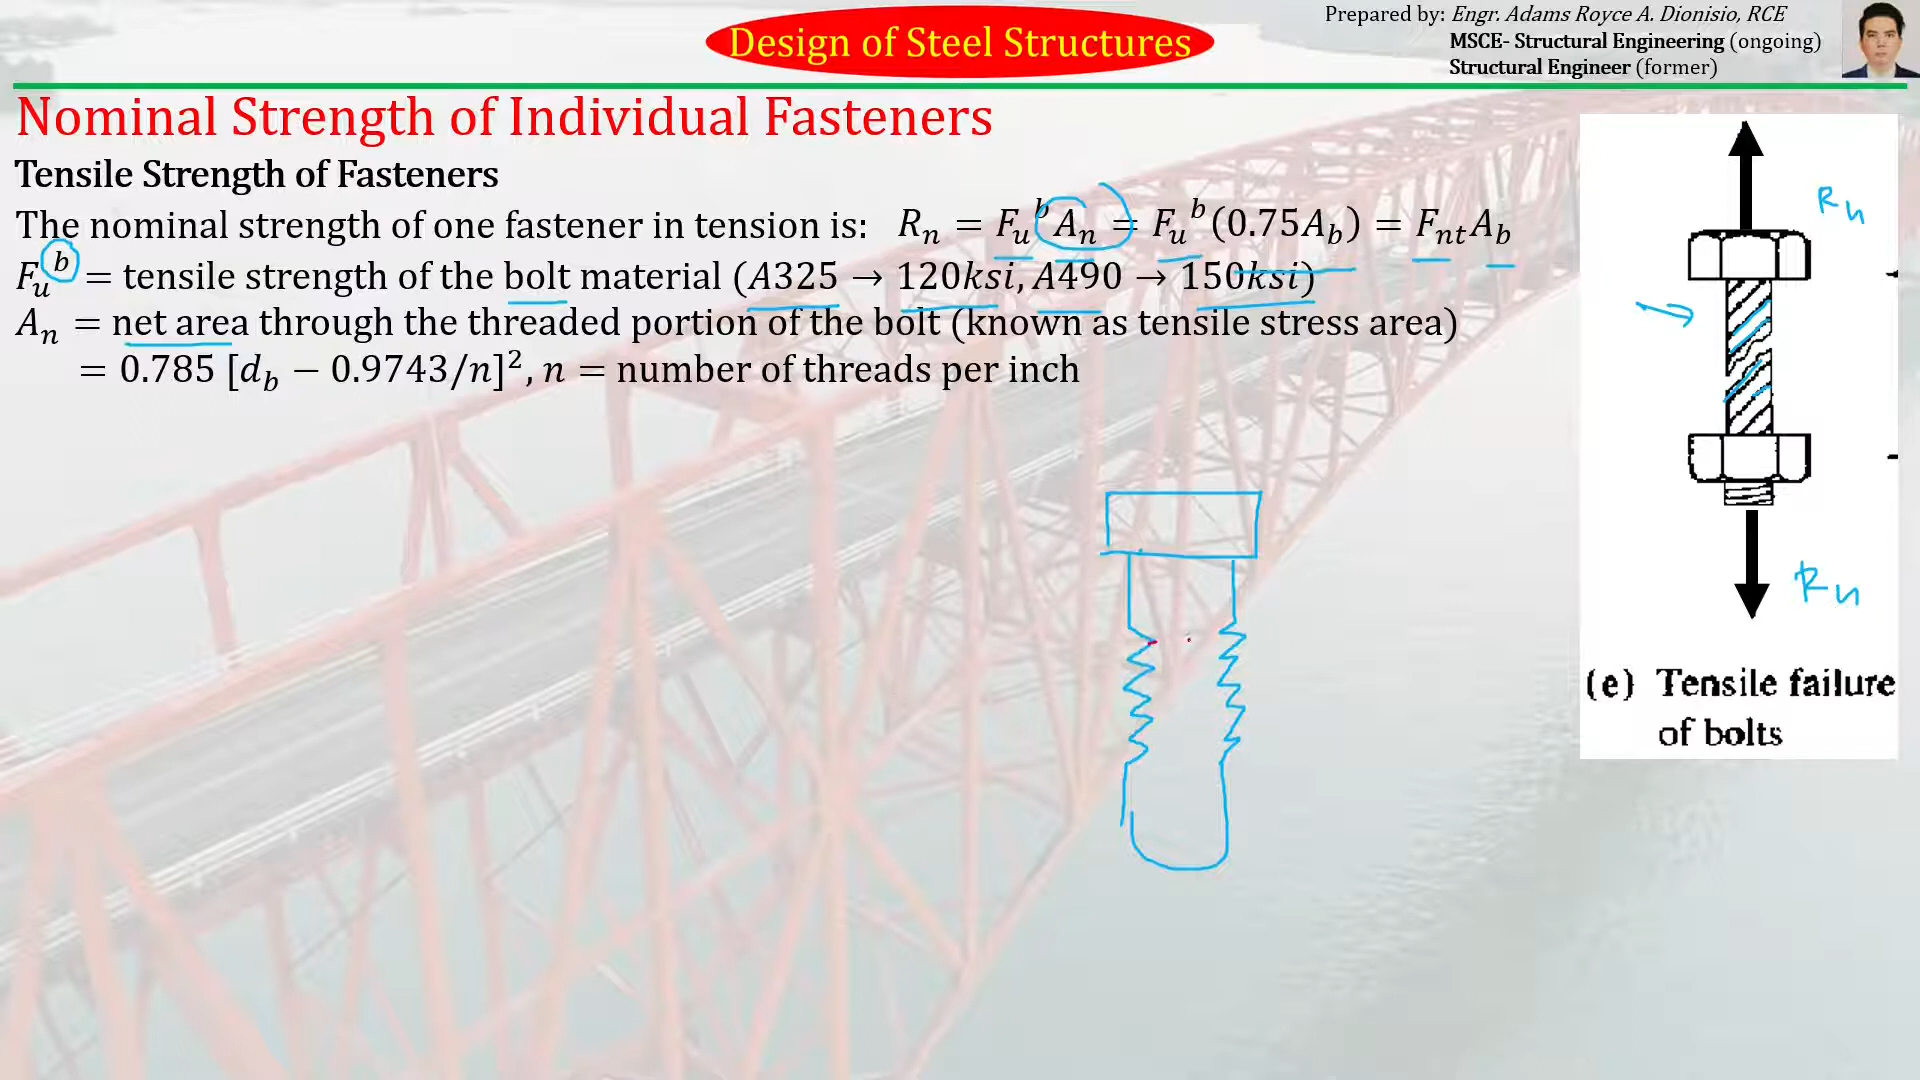 Design of Steel Structures
Prepared by: Engr. Adams Royce A. Dionisio, RCE
MSCE- Structural Engineering (ongoing)
Structural Engineer (former)
Nominal Strength of Individual Fasteners
Tensile Strength of Fasteners
The nominal strength of one fastener in tension is: Rₙ = Fᵤᵇ Aₙ = Fᵤᵇ (0.75A_b) = Fₙₜ A_b
Fᵤᵇ = tensile strength of the bolt material (A325 → 120ksi, A490 → 150ksi)
Aₙ = net area through the threaded portion of the bolt (known as tensile stress area)
= 0.785 [d_b − 0.9743/n]², n = number of threads per inch
Rn
Rn
(e) Tensile failure
of bolts